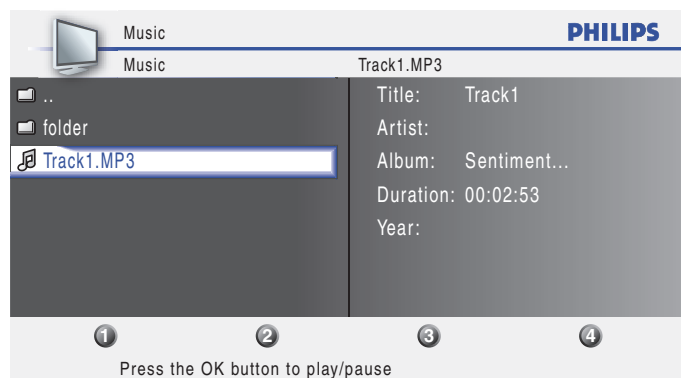 Music
PHILIPS
Music
Track1.MP3
..
folder
Track1.MP3
Title: Track1
Artist:
Album: Sentiment...
Duration: 00:02:53
Year:
1 2 3 4
Press the OK button to play/pause